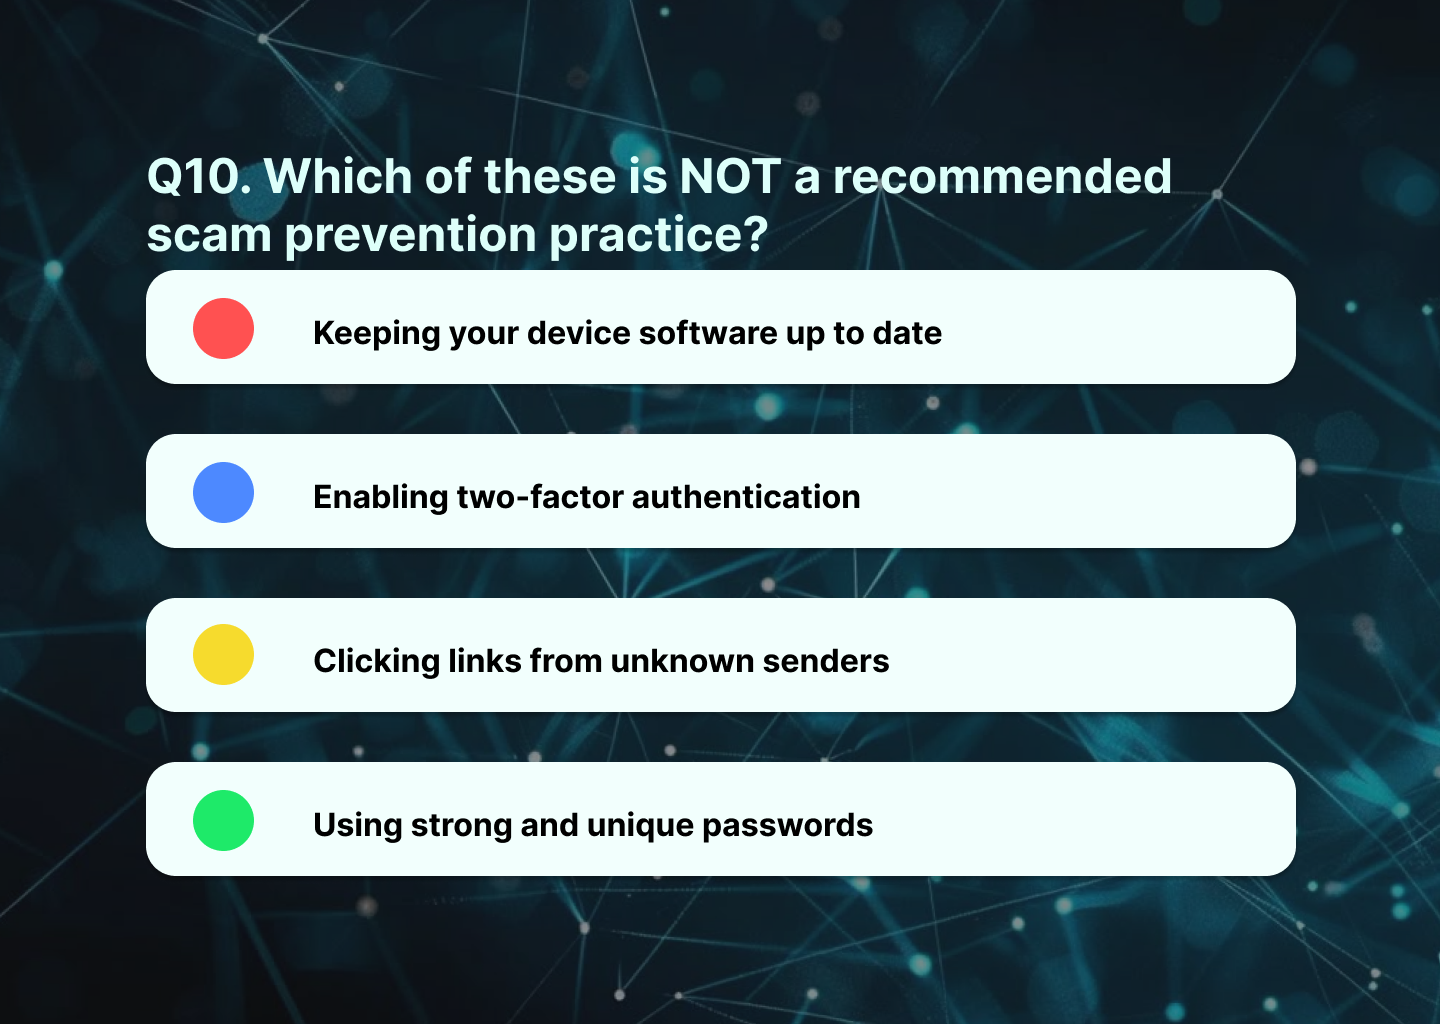 Q10. Which of these is NOT a recommended
scam prevention practice?
Keeping your device software up to date
Enabling two-factor authentication
Clicking links from unknown senders
Using strong and unique passwords